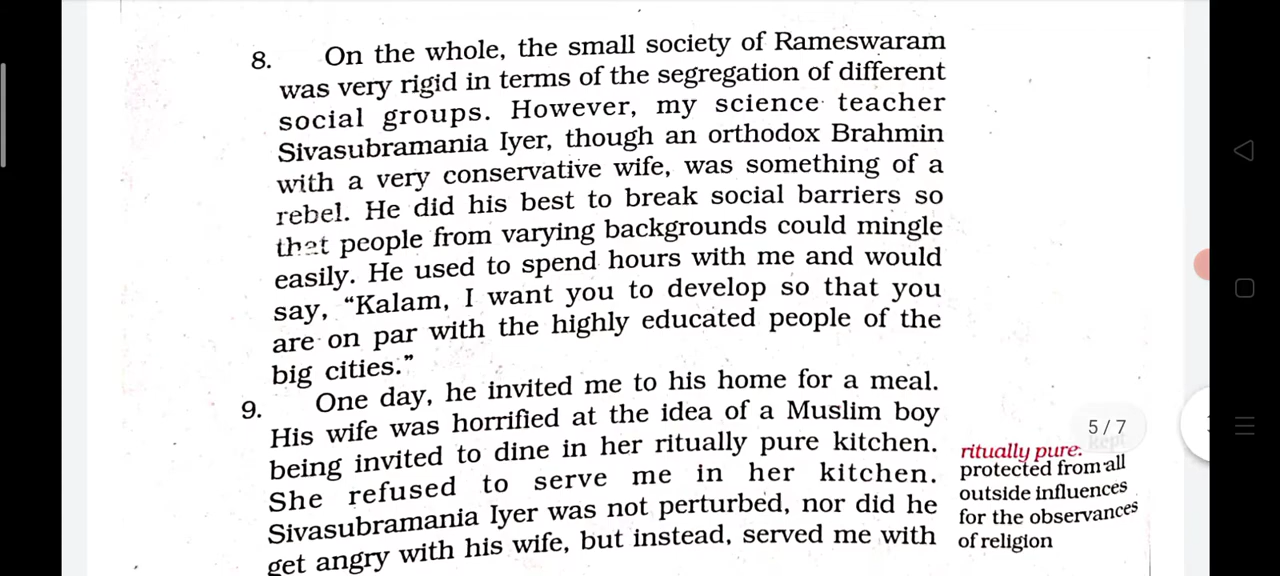 8. On the whole, the small society of Rameswaram
was very rigid in terms of the segregation of different
social groups. However, my science teacher
Sivasubramania Iyer, though an orthodox Brahmin
with a very conservative wife, was something of a
rebel. He did his best to break social barriers so
that people from varying backgrounds could mingle
easily. He used to spend hours with me and would
say, “Kalam, I want you to develop so that you
are on par with the highly educated people of the
big cities.”
9. One day, he invited me to his home for a meal.
His wife was horrified at the idea of a Muslim boy
being invited to dine in her ritually pure kitchen.
She refused to serve me in her kitchen.
Sivasubramania Iyer was not perturbed, nor did he
get angry with his wife, but instead, served me with
5 / 7
ritually pure: kept
protected from all
outside influences
for the observances
of religion